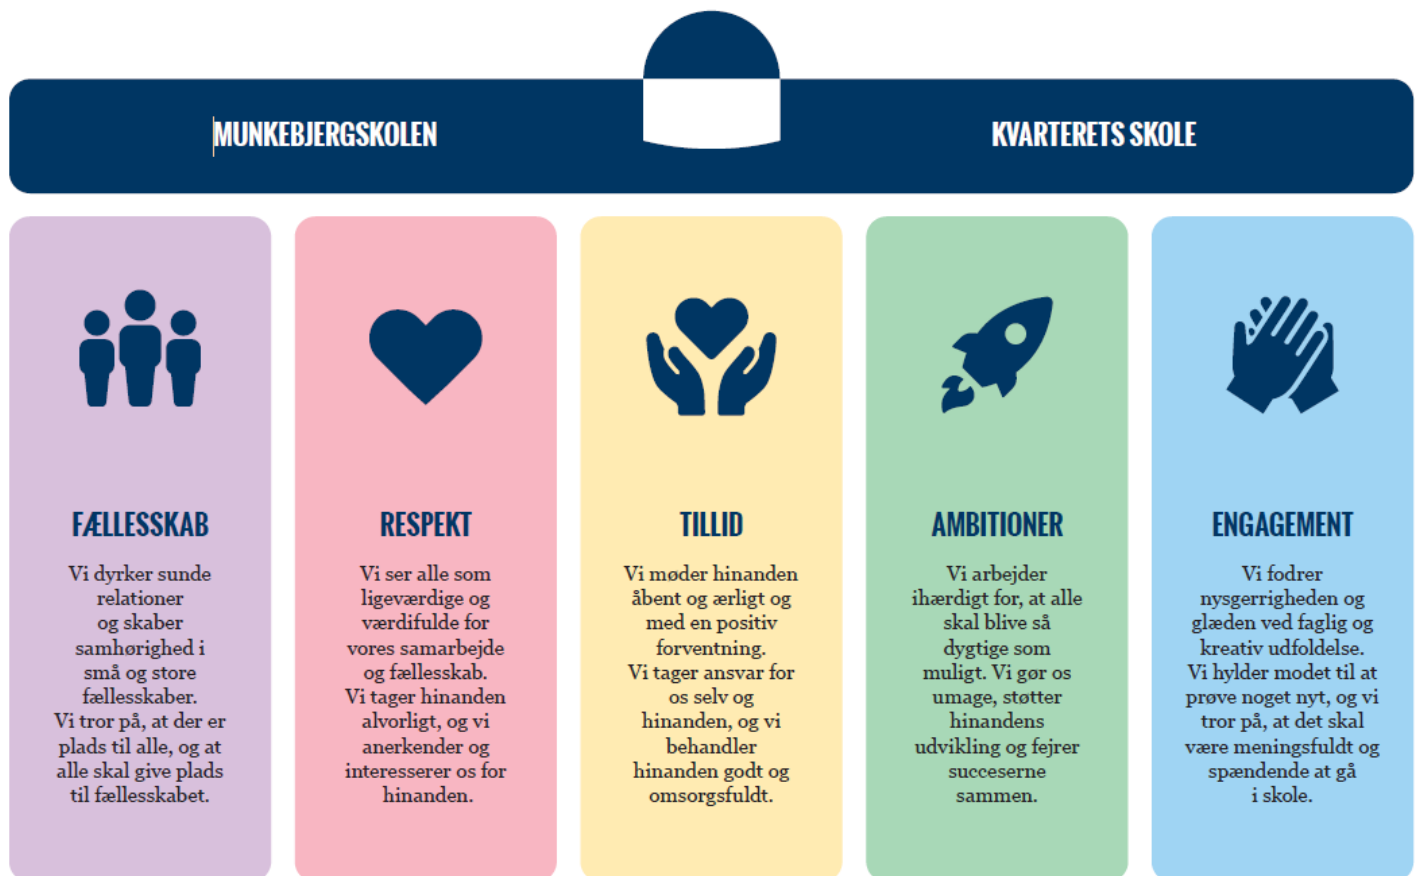 MUNKEBJERGSKOLEN
KVARTERETS SKOLE
FÆLLESSKAB
Vi dyrker sunde
relationer
og skaber
samhørighed i
små og store
fællesskaber.
Vi tror på, at der er
plads til alle, og at
alle skal give plads
til fællesskabet.
RESPEKT
Vi ser alle som
ligeværdige og
værdifulde for
vores samarbejde
og fællesskab.
Vi tager hinanden
alvorligt, og vi
anerkender og
interesserer os for
hinanden.
TILLID
Vi møder hinanden
åbent og ærligt og
med en positiv
forventning.
Vi tager ansvar for
os selv og
hinanden, og vi
behandler
hinanden godt og
omsorgsfuldt.
AMBITIONER
Vi arbejder
ihærdigt for, at alle
skal blive så
dygtige som
muligt. Vi gør os
umage, støtter
hinandens
udvikling og fejrer
succeserne
sammen.
ENGAGEMENT
Vi fodrer
nysgerrigheden og
glæden ved faglig og
kreativ udfoldelse.
Vi hylder modet til at
prøve noget nyt, og vi
tror på, at det skal
være meningsfuldt og
spændende at gå
i skole.